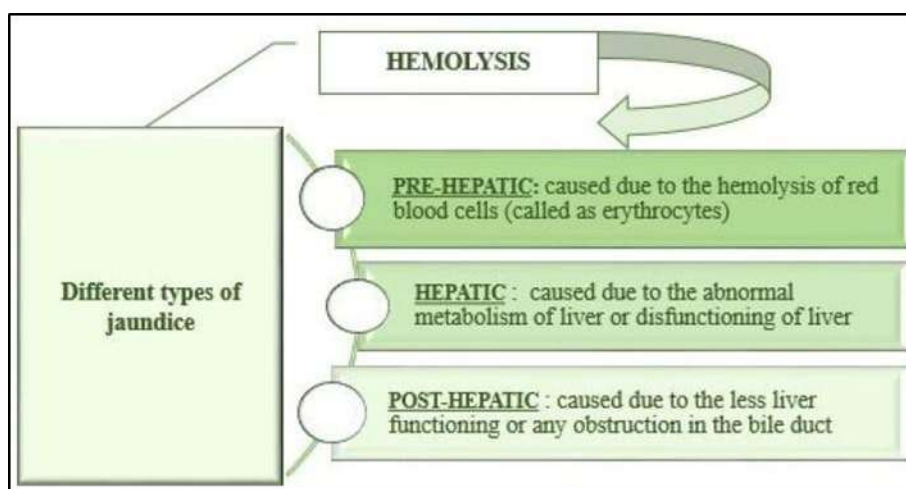 HEMOLYSIS
Different types of
jaundice
PRE-HEPATIC: caused due to the hemolysis of red
blood cells (called as erythrocytes)
HEPATIC : caused due to the abnormal
metabolism of liver or disfunctioning of liver
POST-HEPATIC : caused due to the less liver
functioning or any obstruction in the bile duct